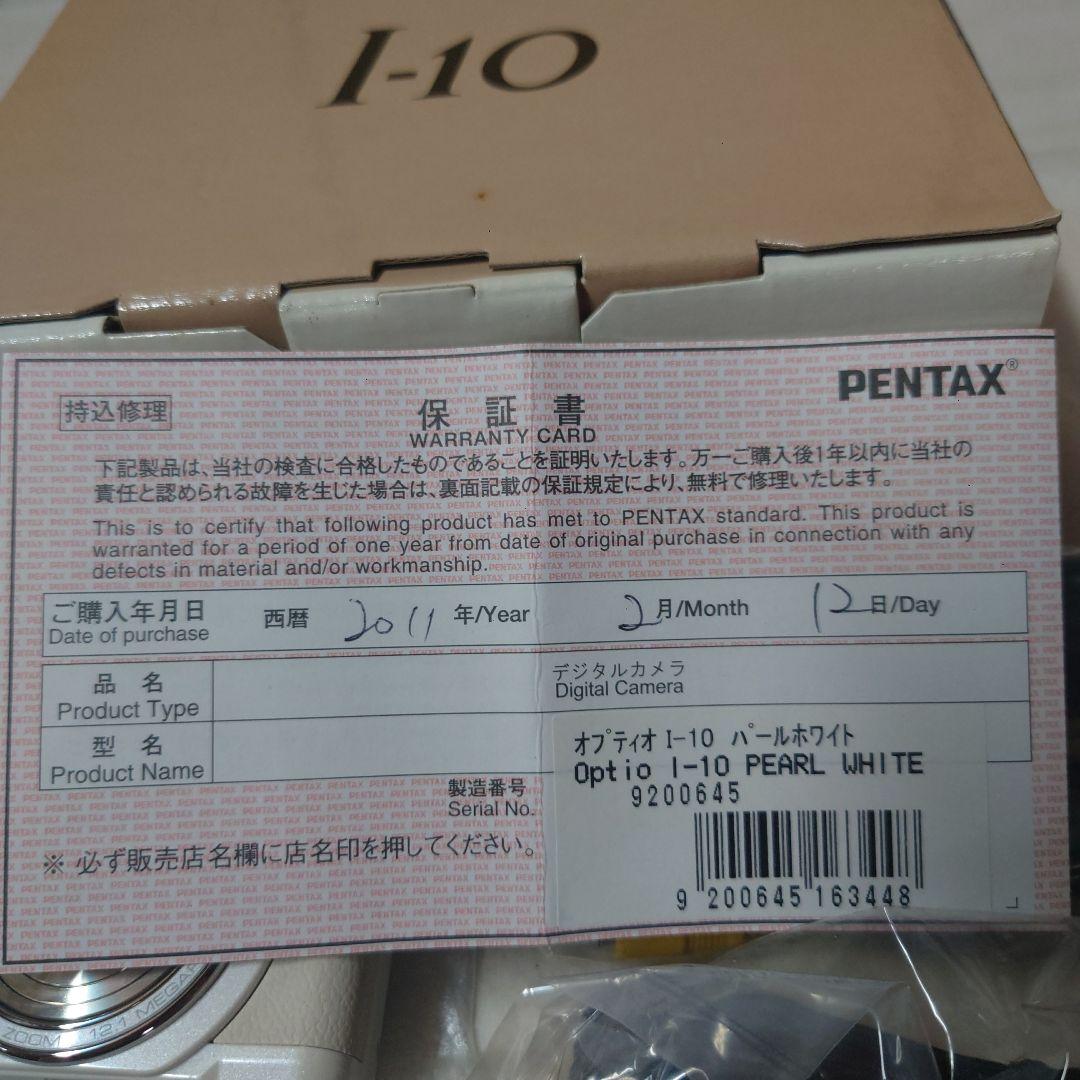 I-10
PENTAX®
持込修理
保証書
WARRANTY CARD
下記製品は、当社の検査に合格したものであることを証明いたします。万一ご購入後1年以内に当社の
責任と認められる故障を生じた場合は、裏面記載の保証規定により、無料で修理いたします。
This is to certify that following product has met to PENTAX standard. This product is
warranted for a period of one year from date of original purchase in connection with any
defects in material and/or workmanship.
ご購入年月日 西暦 2011 年/Year 2 月/Month 12 日/Day
Date of purchase
品名 デジタルカメラ
Product Type Digital Camera
型名
Product Name
オプティオ I-10 パールホワイト
Optio I-10 PEARL WHITE
製造番号
Serial No.
9200645
※ 必ず販売店名欄に店名印を押してください。
9 200645 163448
ZOOM 12.1 MEGAP